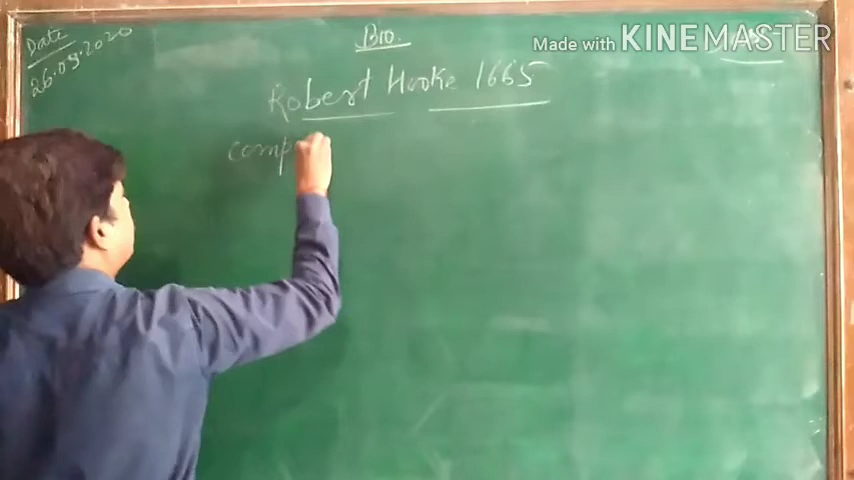 Date
26.09.2020
Bio.
Made with KINEMASTER
Robert Hooke 1665
comp